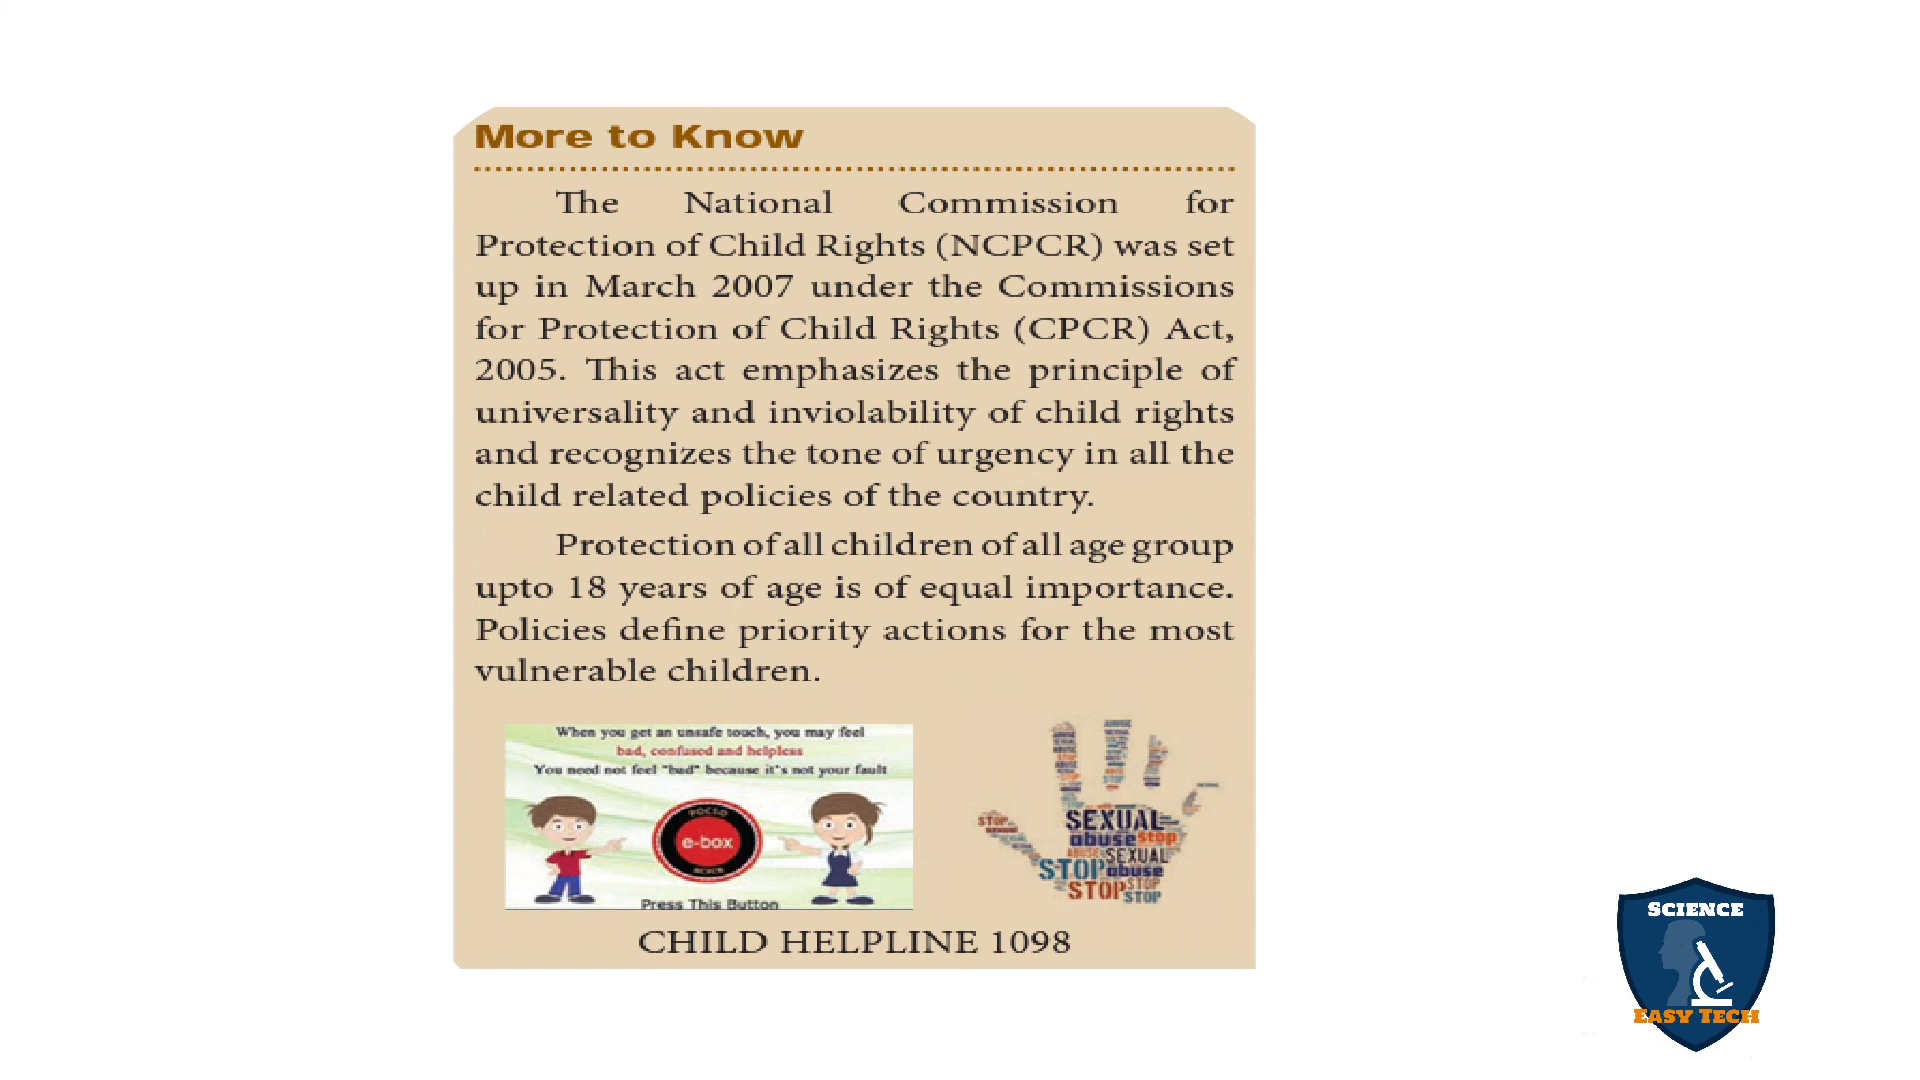 More to Know
The National Commission for
Protection of Child Rights (NCPCR) was set
up in March 2007 under the Commissions
for Protection of Child Rights (CPCR) Act,
2005. This act emphasizes the principle of
universality and inviolability of child rights
and recognizes the tone of urgency in all the
child related policies of the country.
Protection of all children of all age group
upto 18 years of age is of equal importance.
Policies define priority actions for the most
vulnerable children.
When you get an unsafe touch, you may feel
bad, confused and helpless
You need not feel "bad" because it"s not your fault
POCSO
e-box
NCPCR
Press This Button
STOP
SEXUAL
abuse stop
ABUSE SEXUAL
STOP abuse
STOP STOP
STOP
CHILD HELPLINE 1098
SCIENCE
EASY TECH